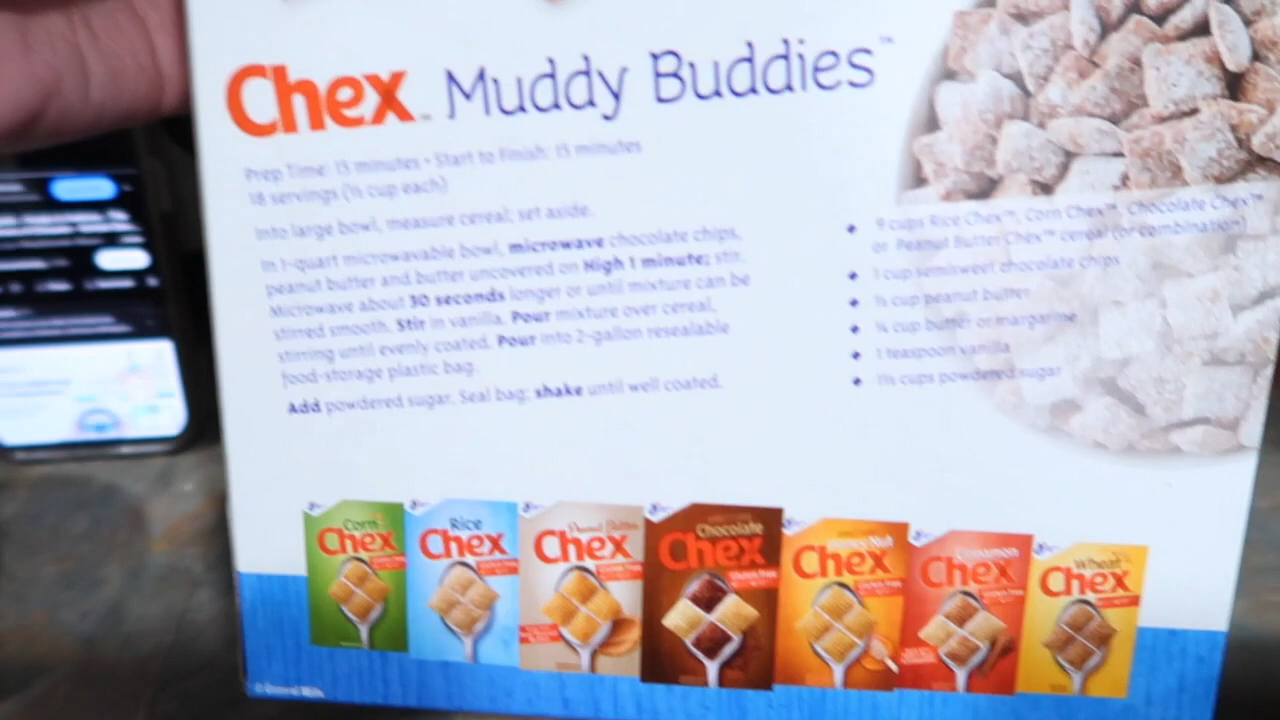 Chex™ Muddy Buddies™
Prep Time: 15 minutes • Start to Finish: 15 minutes
18 servings (½ cup each)
Into large bowl, measure cereal; set aside.
In 1-quart microwavable bowl, microwave chocolate chips,
peanut butter and butter uncovered on High 1 minute; stir.
Microwave about 30 seconds longer or until mixture can be
stirred smooth. Stir in vanilla. Pour mixture over cereal,
stirring until evenly coated. Pour into 2-gallon resealable
food-storage plastic bag.
Add powdered sugar. Seal bag; shake until well coated.
9 cups Rice Chex™, Corn Chex™, Chocolate Chex™
or Peanut Butter Chex™ cereal (or combination)
1 cup semisweet chocolate chips
½ cup peanut butter
¼ cup butter or margarine
1 teaspoon vanilla
1½ cups powdered sugar
Corn
Chex
Rice
Chex
Peanut Butter
Chex
Chocolate
Chex
Nut
Chex
Cinnamon
Chex
Wheat
Chex
© General Mills